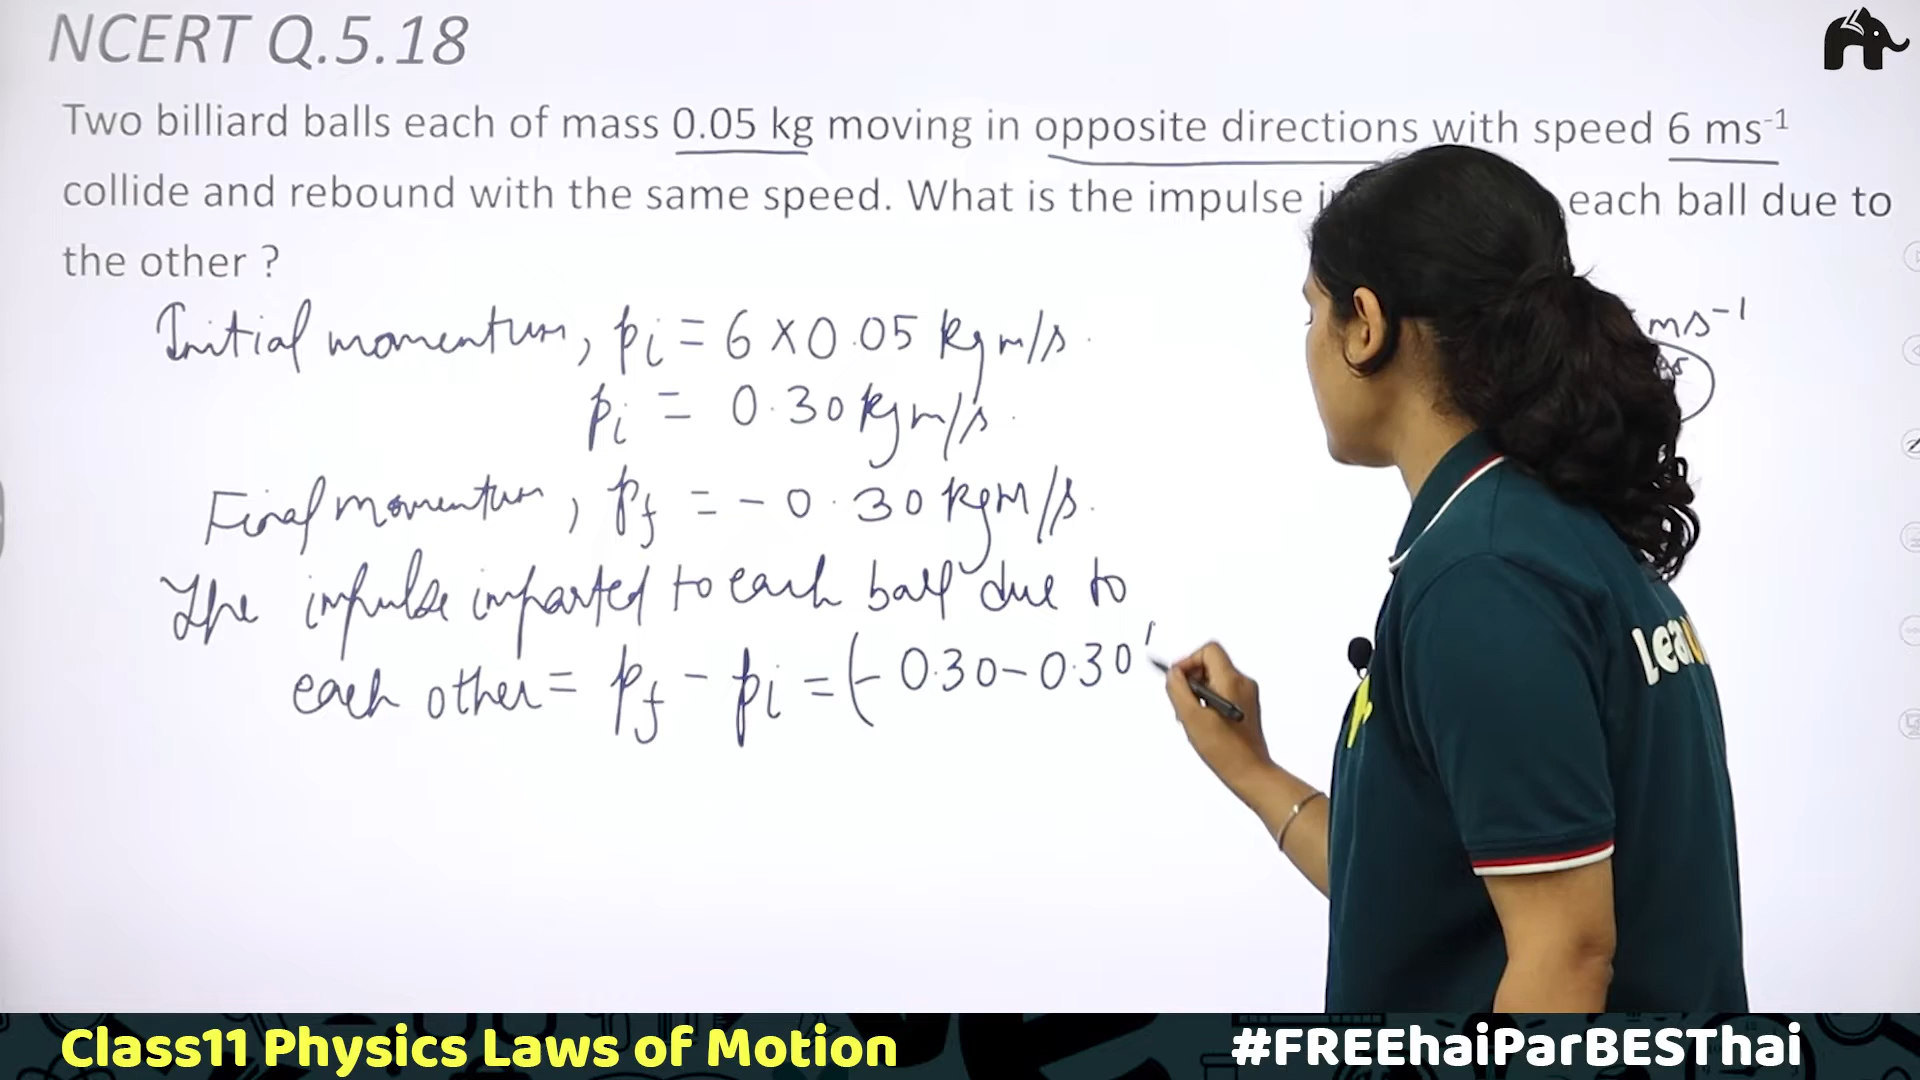 NCERT Q.5.18
Two billiard balls each of mass 0.05 kg moving in opposite directions with speed 6 ms⁻¹
collide and rebound with the same speed. What is the impulse each ball due to
the other ?
Initial momentum, pi = 6 × 0.05 kg m/s.
ms⁻¹
pi = 0.30 kg m/s.
Final momentum, pf = - 0.30 kg m/s.
The impulse imparted to each ball due to
each other = pf - pi = (- 0.30 - 0.30
Class11 Physics Laws of Motion
#FREEhaiParBESThai